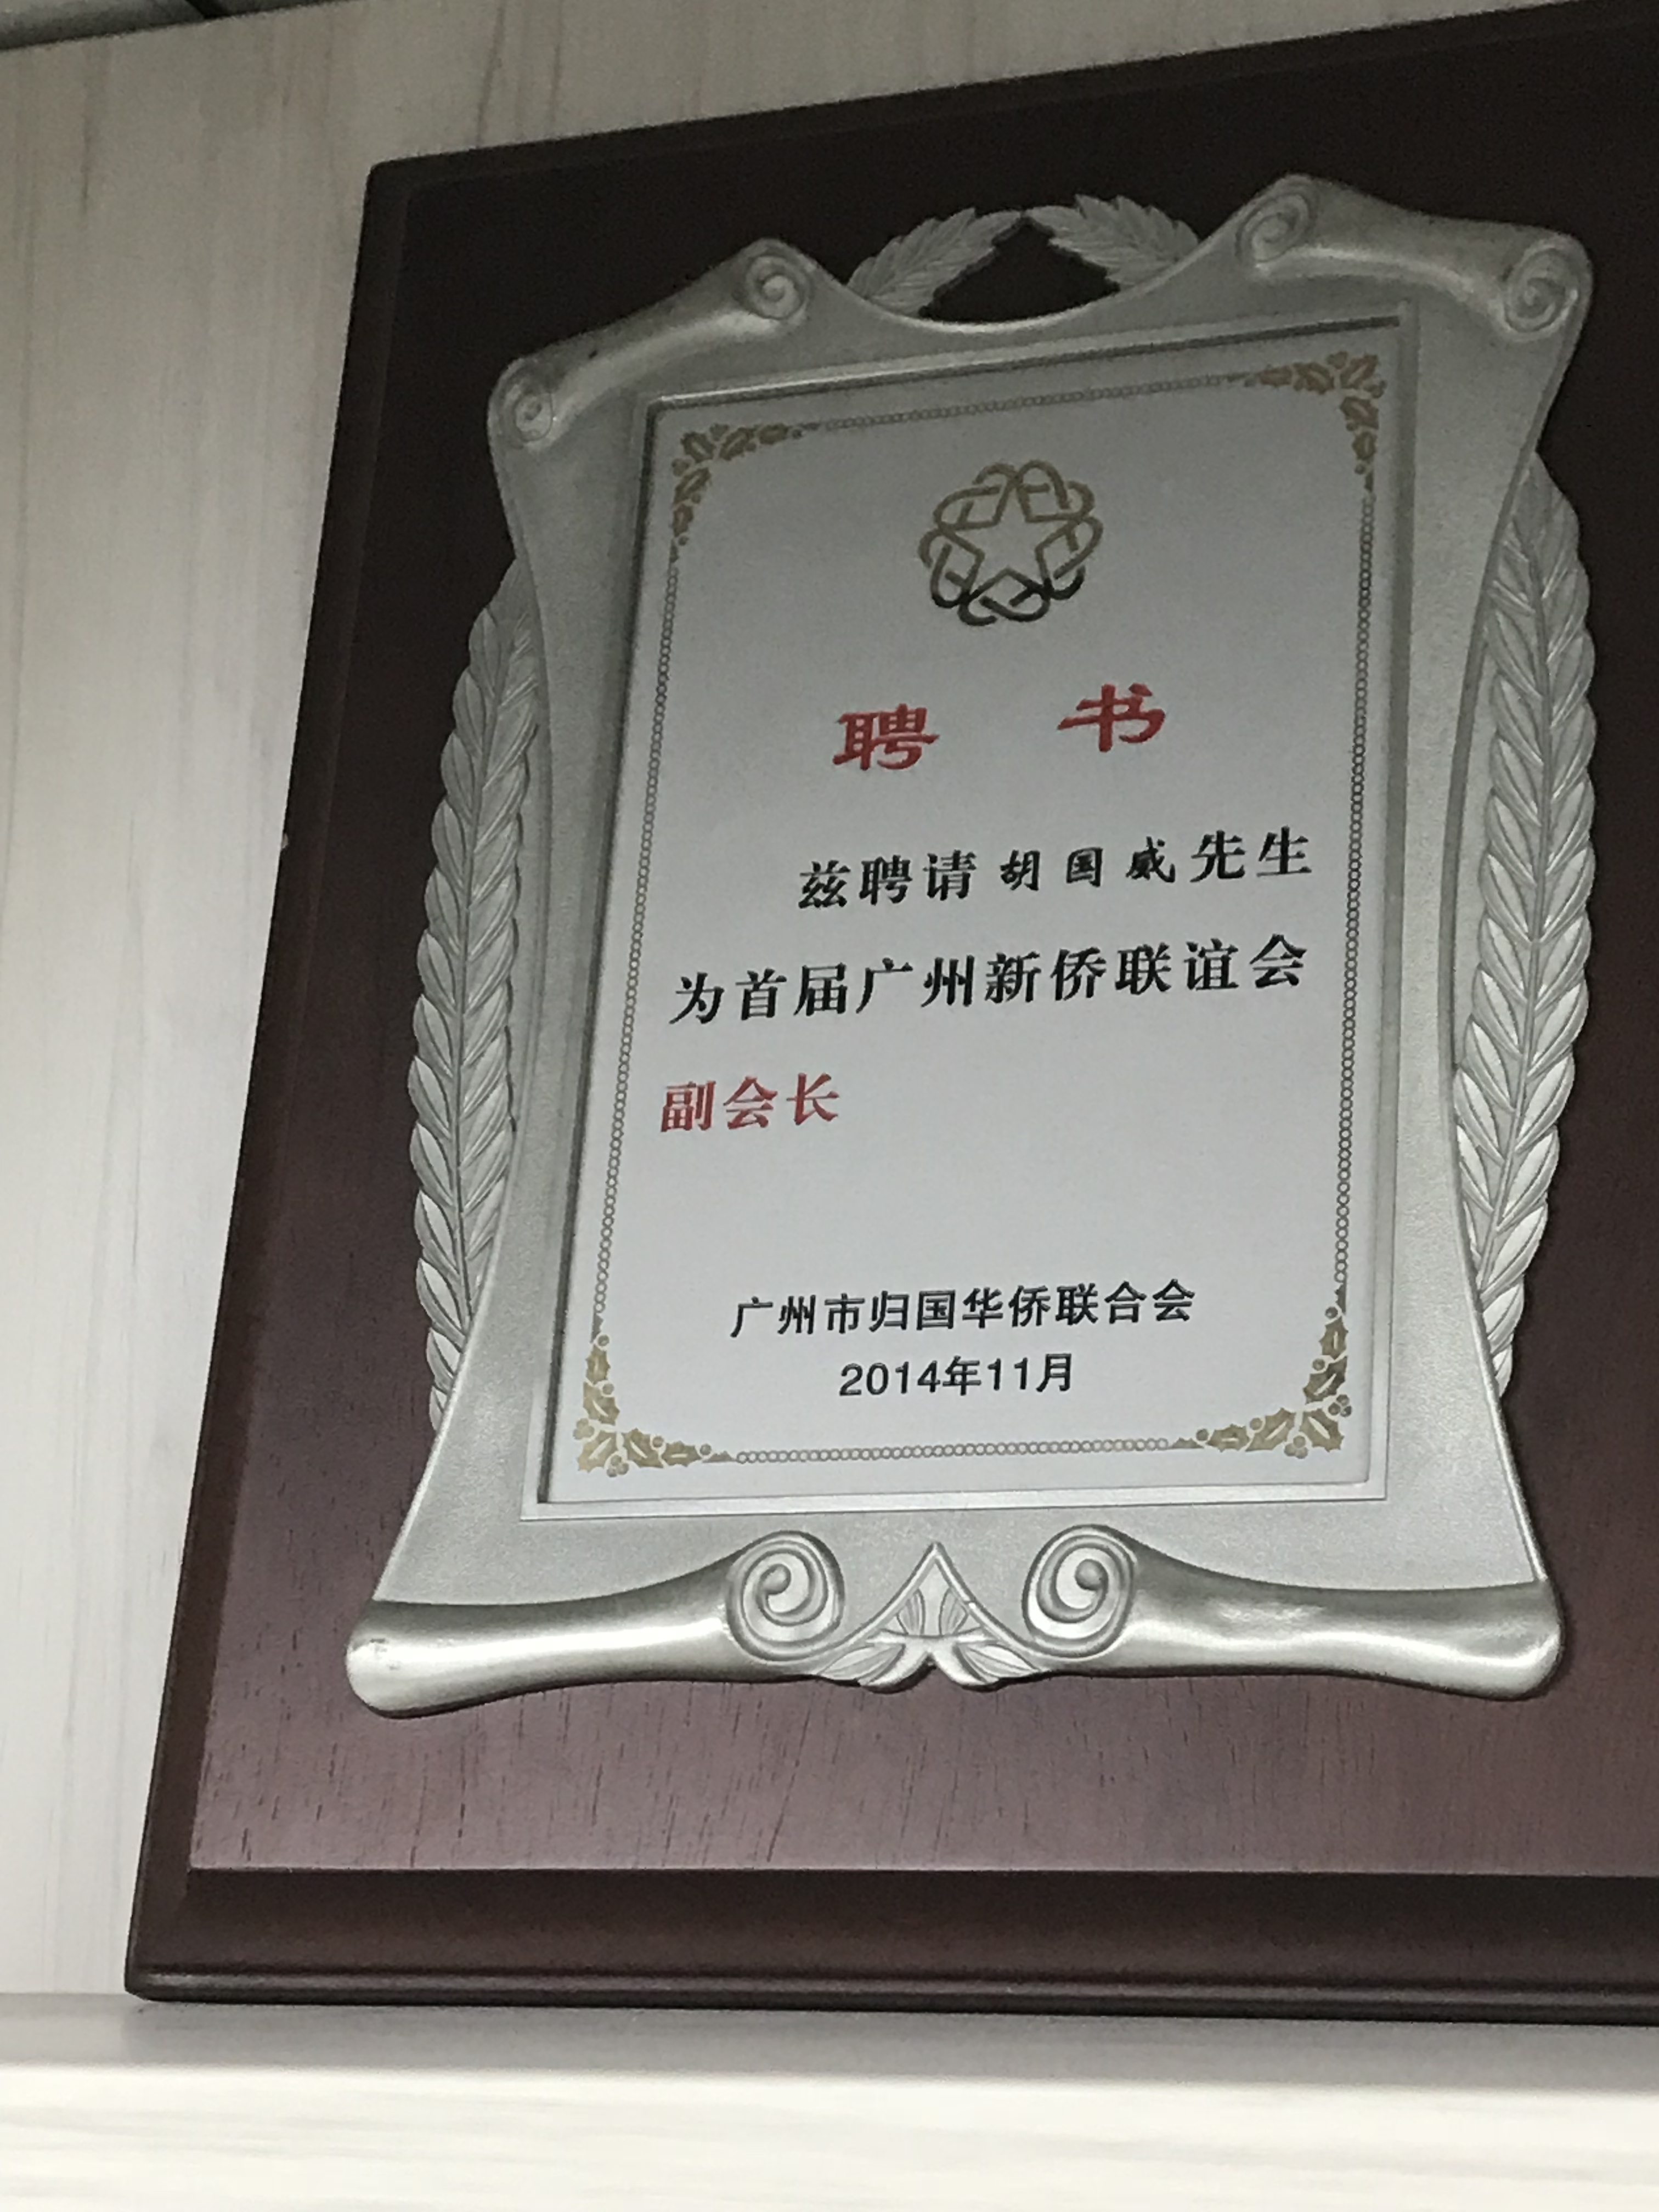 聘 书
兹聘请胡国威先生
为首届广州新侨联谊会
副会长
广州市归国华侨联合会
2014年11月